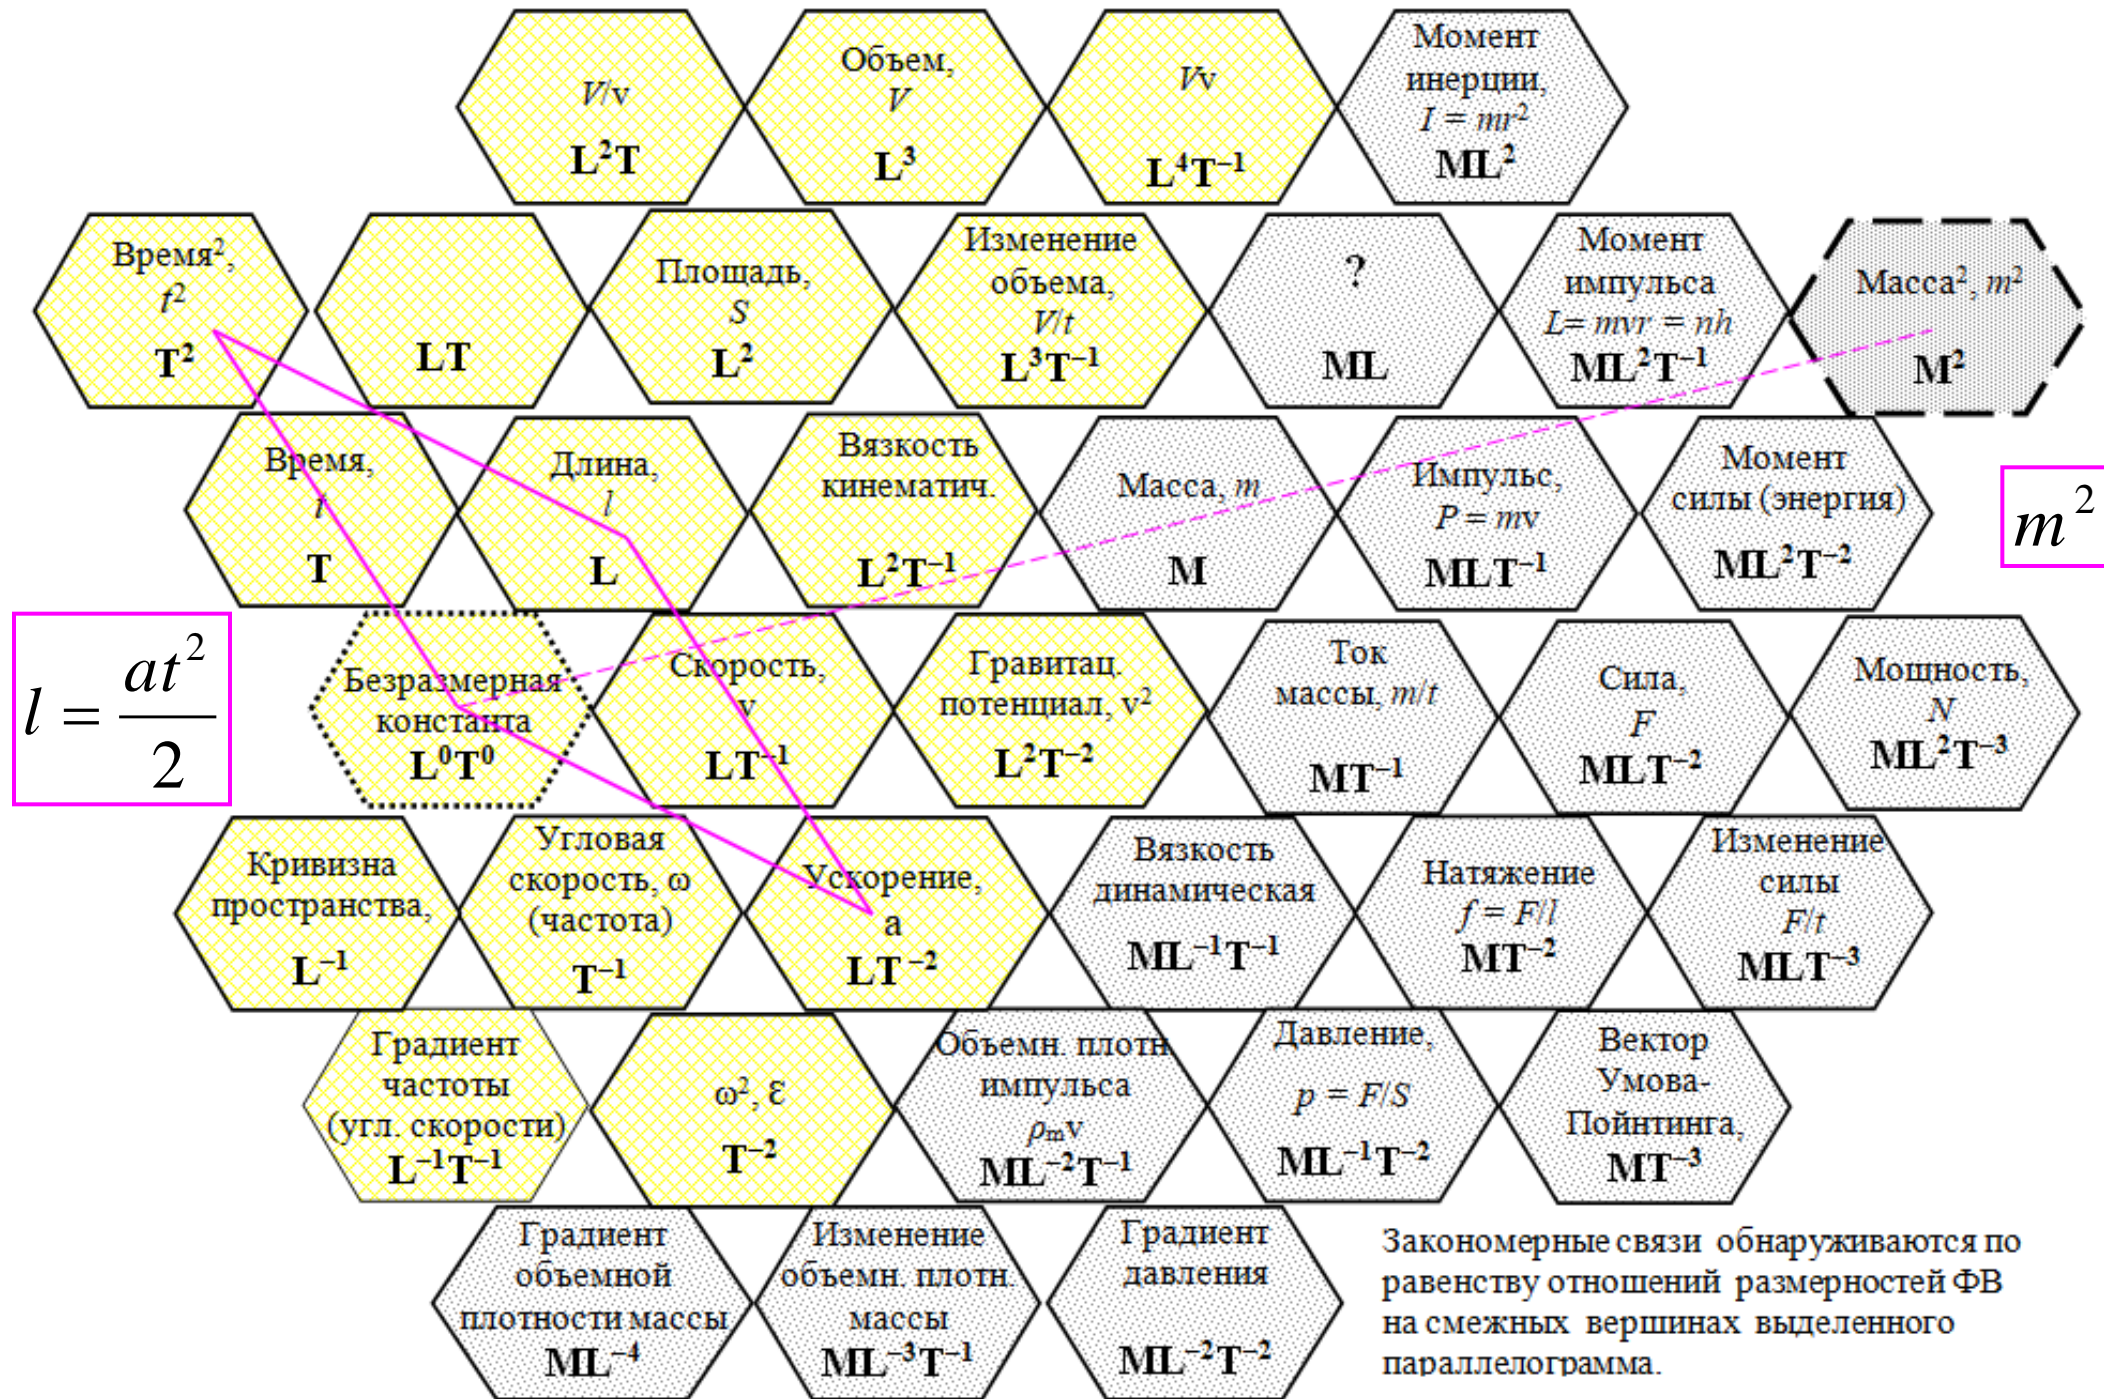 V/v
L²T
Объем,
V
L³
Vv
L⁴T⁻¹
Момент
инерции,
I = mr²
ML²
Время²,
t²
T²
LT
Площадь,
S
L²
Изменение
объема,
V/t
L³T⁻¹
?
ML
Момент
импульса
L= mvr = nh
ML²T⁻¹
Масса², m²
M²
Время,
t
T
Длина,
l
L
Вязкость
кинематич.
L²T⁻¹
Масса, m
M
Импульс,
P = mv
MLT⁻¹
Момент
силы (энергия)
ML²T⁻²
m²
l = at²/2
Безразмерная
константа
L⁰T⁰
Скорость,
v
LT⁻¹
Гравитац.
потенциал, v²
L²T⁻²
Ток
массы, m/t
MT⁻¹
Сила,
F
MLT⁻²
Мощность,
N
ML²T⁻³
Кривизна
пространства,
L⁻¹
Угловая
скорость, ω
(частота)
T⁻¹
Ускорение,
a
LT⁻²
Вязкость
динамическая
ML⁻¹T⁻¹
Натяжение
f = F/l
MT⁻²
Изменение
силы
F/t
MLT⁻³
Градиент
частоты
(угл. скорости)
L⁻¹T⁻¹
ω², ε
T⁻²
Объемн. плотн
импульса
ρₘv
ML⁻²T⁻¹
Давление,
p = F/S
ML⁻¹T⁻²
Вектор
Умова-
Пойнтинга,
MT⁻³
Градиент
объемной
плотности массы
ML⁻⁴
Изменение
объемн. плотн.
массы
ML⁻³T⁻¹
Градиент
давления
ML⁻²T⁻²
Закономерные связи обнаруживаются по
равенству отношений размерностей ФВ
на смежных вершинах выделенного
параллелограмма.